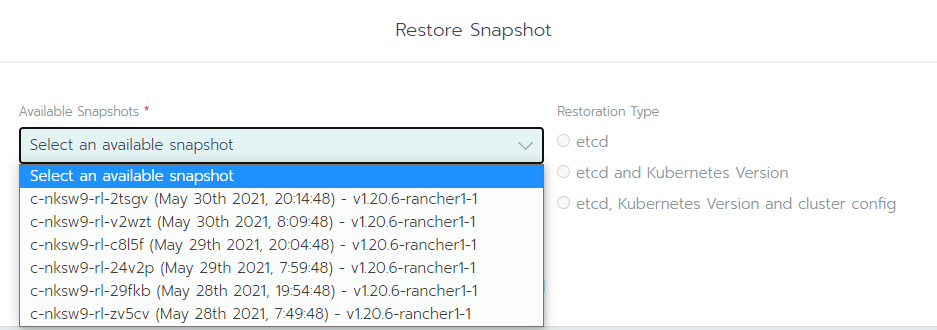 Restore Snapshot
Available Snapshots *
Select an available snapshot
Select an available snapshot
c-nksw9-rl-2tsgv (May 30th 2021, 20:14:48) - v1.20.6-rancher1-1
c-nksw9-rl-v2wzt (May 30th 2021, 8:09:48) - v1.20.6-rancher1-1
c-nksw9-rl-c8l5f (May 29th 2021, 20:04:48) - v1.20.6-rancher1-1
c-nksw9-rl-24v2p (May 29th 2021, 7:59:48) - v1.20.6-rancher1-1
c-nksw9-rl-29fkb (May 28th 2021, 19:54:48) - v1.20.6-rancher1-1
c-nksw9-rl-zv5cv (May 28th 2021, 7:49:48) - v1.20.6-rancher1-1
Restoration Type
etcd
etcd and Kubernetes Version
etcd, Kubernetes Version and cluster config